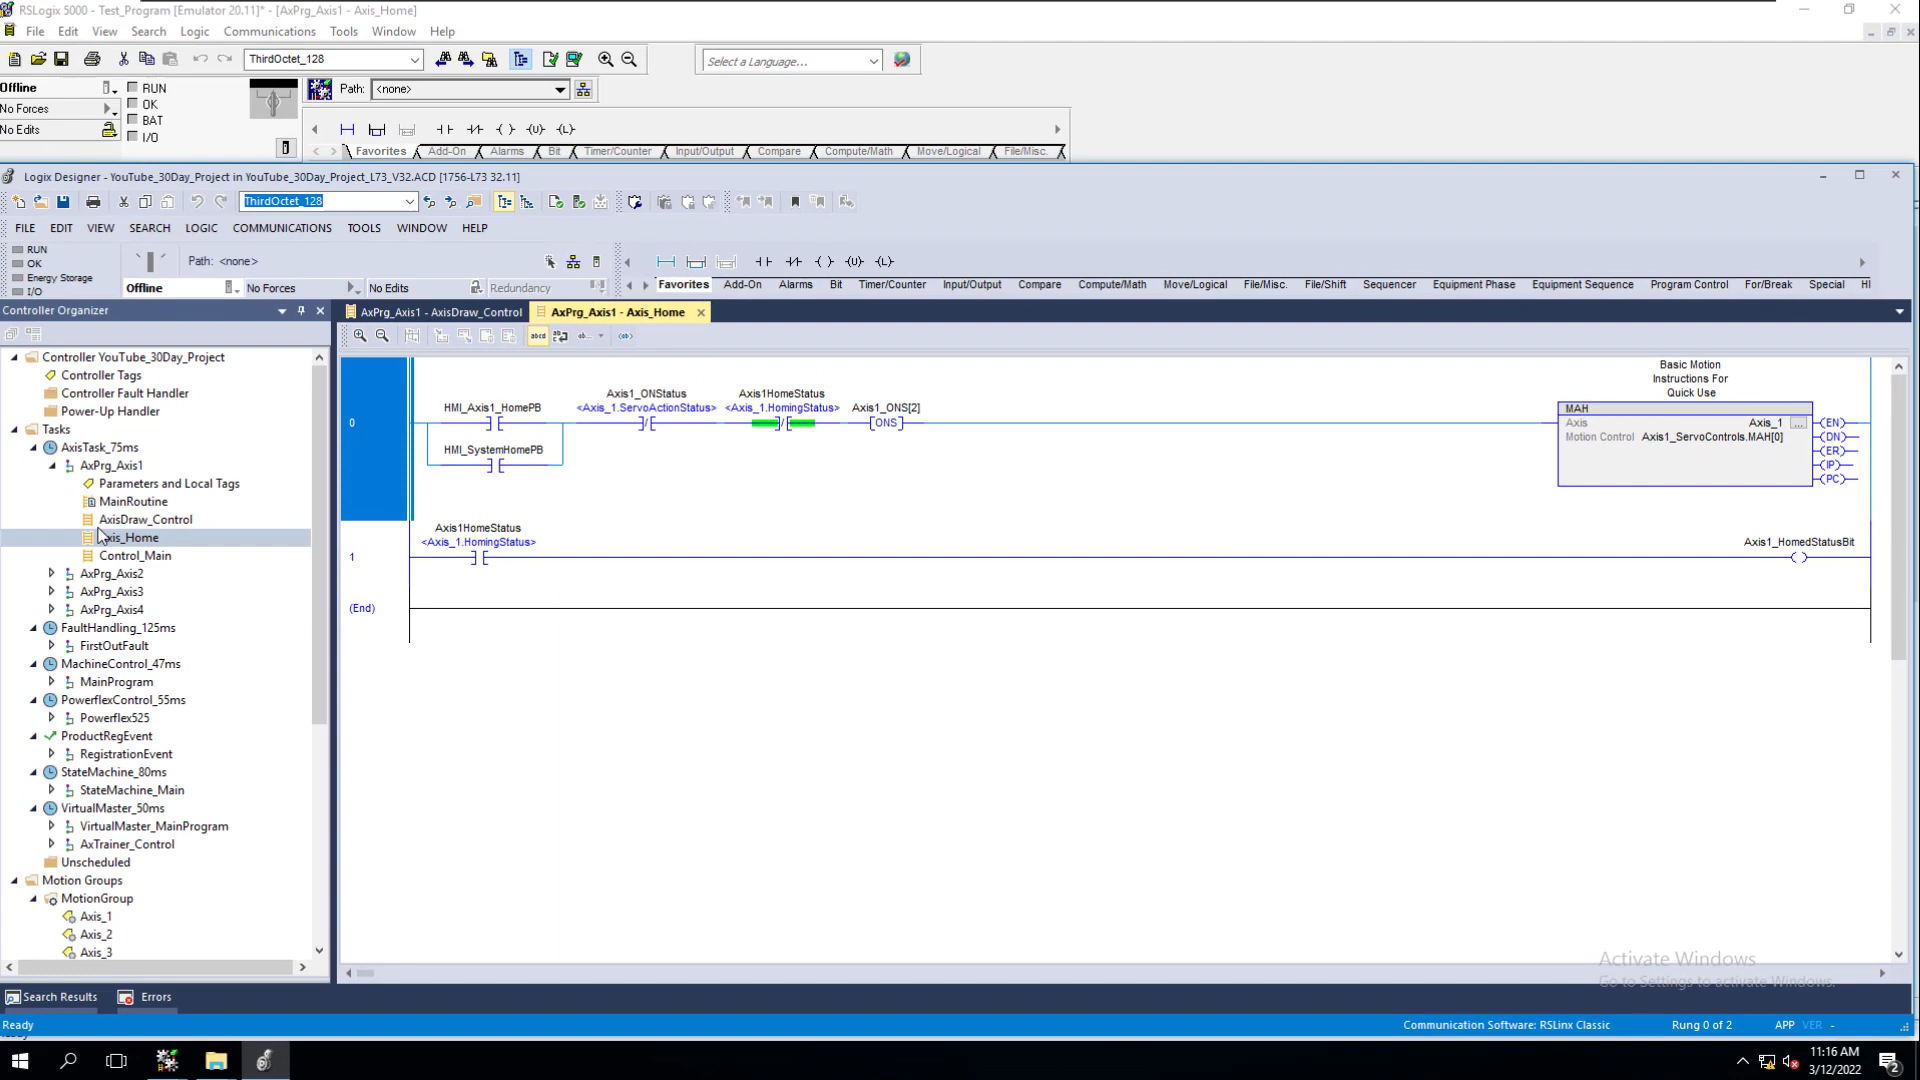 RSLogix 5000 - Test_Program [Emulator 20.11]* - [AxPrg_Axis1 - Axis_Home]
File Edit View Search Logic Communications Tools Window Help
ThirdOctet_128
Select a Language...
Offline
RUN
Path: <none>
No Forces
OK
No Edits
BAT
I/O
Favorites Add-On Alarms Bit Timer/Counter Input/Output Compare Compute/Math Move/Logical File/Misc.
Logix Designer - YouTube_30Day_Project in YouTube_30Day_Project_L73_V32.ACD [1756-L73 32.11]
ThirdOctet_128
FILE EDIT VIEW SEARCH LOGIC COMMUNICATIONS TOOLS WINDOW HELP
RUN
OK
Energy Storage
I/O
Path: <none>
Offline
No Forces
No Edits
Redundancy
Favorites Add-On Alarms Bit Timer/Counter Input/Output Compare Compute/Math Move/Logical File/Misc. File/Shift Sequencer Equipment Phase Equipment Sequence Program Control For/Break Special HI
Controller Organizer
AxPrg_Axis1 - AxisDraw_Control
AxPrg_Axis1 - Axis_Home
Controller YouTube_30Day_Project
Controller Tags
Controller Fault Handler
Power-Up Handler
Tasks
AxisTask_75ms
AxPrg_Axis1
Parameters and Local Tags
MainRoutine
AxisDraw_Control
Axis_Home
Control_Main
AxPrg_Axis2
AxPrg_Axis3
AxPrg_Axis4
FaultHandling_125ms
FirstOutFault
MachineControl_47ms
MainProgram
PowerflexControl_55ms
Powerflex525
ProductRegEvent
RegistrationEvent
StateMachine_80ms
StateMachine_Main
VirtualMaster_50ms
VirtualMaster_MainProgram
AxTrainer_Control
Unscheduled
Motion Groups
MotionGroup
Axis_1
Axis_2
Axis_3
0
HMI_Axis1_HomePB
HMI_SystemHomePB
Axis1_ONStatus
<Axis_1.ServoActionStatus>
Axis1HomeStatus
<Axis_1.HomingStatus>
Axis1_ONS[2]
ONS
Basic Motion
Instructions For
Quick Use
MAH
Axis Axis_1 ...
Motion Control Axis1_ServoControls.MAH[0]
EN
DN
ER
IP
PC
1
Axis1HomeStatus
<Axis_1.HomingStatus>
Axis1_HomedStatusBit
(End)
Activate Windows
Go to Settings to activate Windows.
Search Results
Errors
Ready
Communication Software: RSLinx Classic
Rung 0 of 2
APP VER
11:16 AM
3/12/2022
2